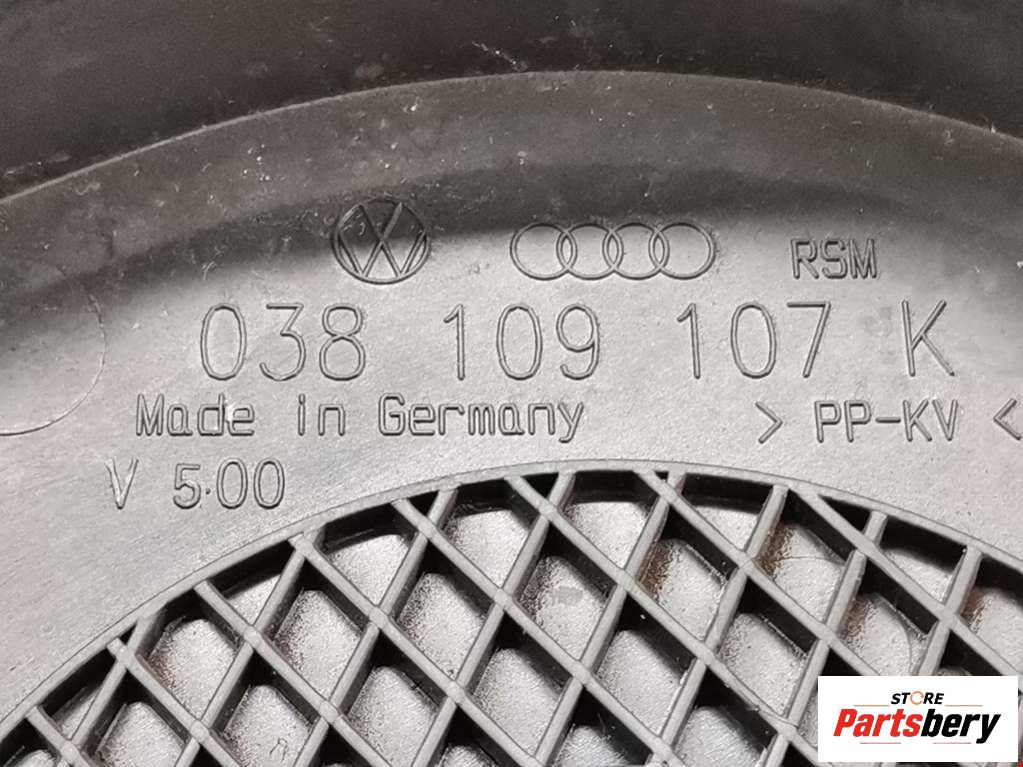 RSM
038 109 107 K
Made in Germany
> PP-KV <
V 5.00
STORE
Partsbery